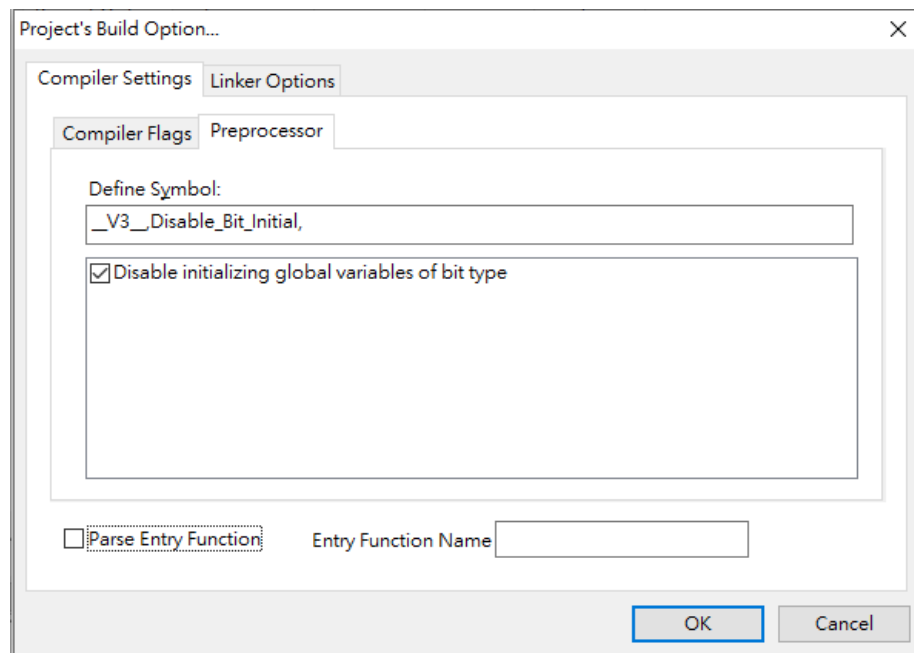 Project's Build Option...
Compiler Settings Linker Options
Compiler Flags Preprocessor
Define Symbol:
__V3__,Disable_Bit_Initial,
Disable initializing global variables of bit type
Parse Entry Function Entry Function Name
OK Cancel